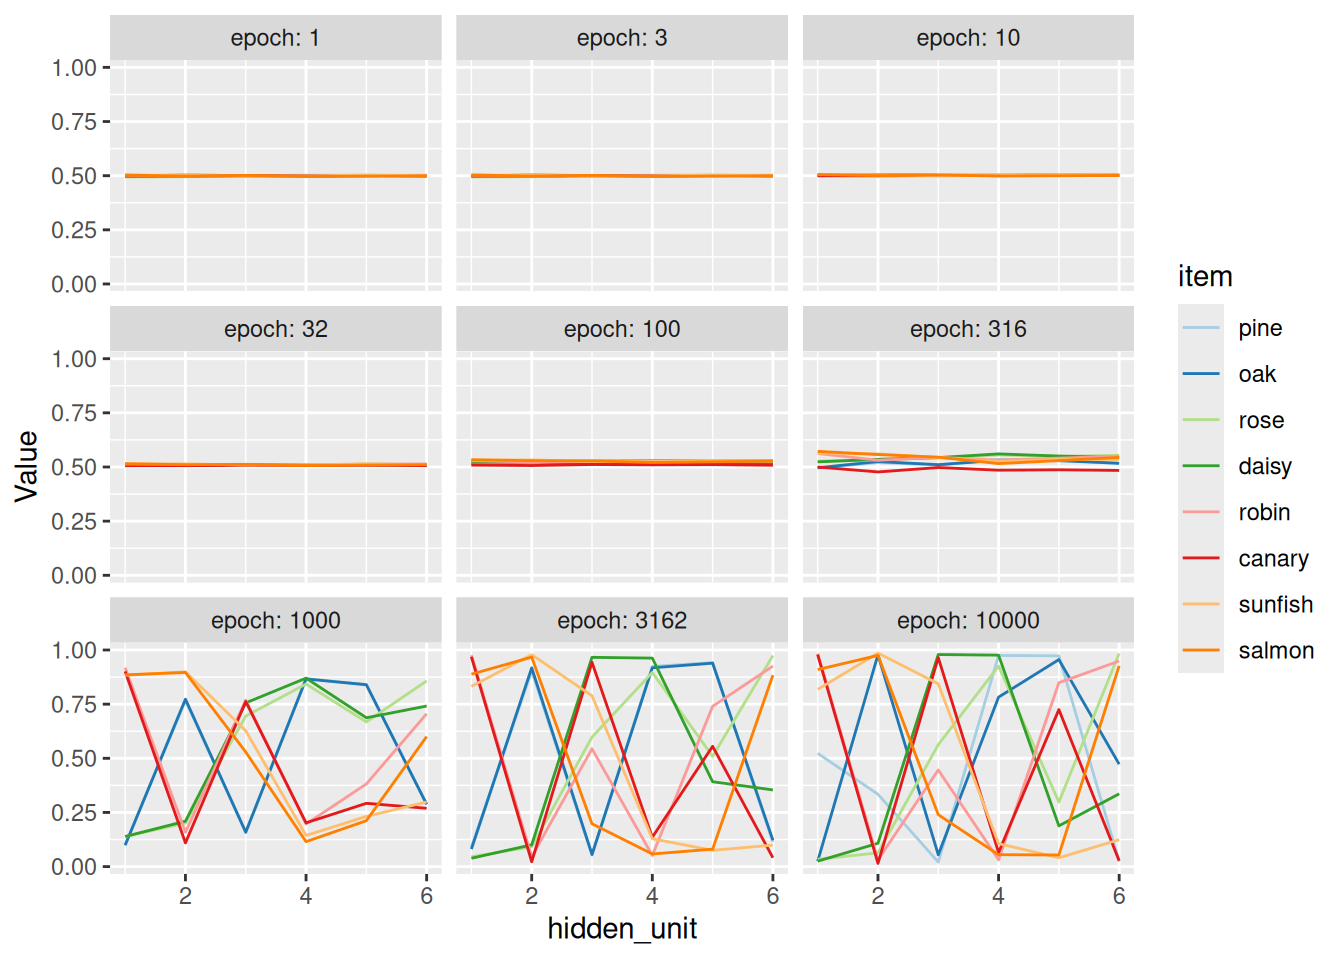 epoch: 1
epoch: 3
epoch: 10
1.00
0.75
0.50
0.25
0.00
epoch: 32
epoch: 100
epoch: 316
1.00
0.75
0.50
0.25
0.00
epoch: 1000
epoch: 3162
epoch: 10000
1.00
0.75
0.50
0.25
0.00
2 4 6
2 4 6
2 4 6
hidden_unit
Value
item
pine
oak
rose
daisy
robin
canary
sunfish
salmon